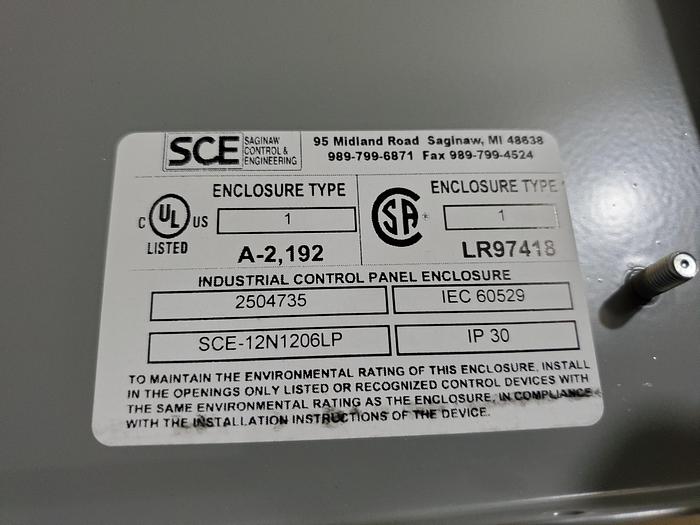 SCE SAGINAW CONTROL & ENGINEERING
95 Midland Road Saginaw, MI 48638
989-799-6871 Fax 989-799-4524
ENCLOSURE TYPE
1
C UL US
LISTED
A-2,192
ENCLOSURE TYPE
1
SA
LR97418
INDUSTRIAL CONTROL PANEL ENCLOSURE
2504735 IEC 60529
SCE-12N1206LP IP 30
TO MAINTAIN THE ENVIRONMENTAL RATING OF THIS ENCLOSURE, INSTALL
IN THE OPENINGS ONLY LISTED OR RECOGNIZED CONTROL DEVICES WITH
THE SAME ENVIRONMENTAL RATING AS THE ENCLOSURE, IN COMPLIANCE
WITH THE INSTALLATION INSTRUCTIONS OF THE DEVICE.